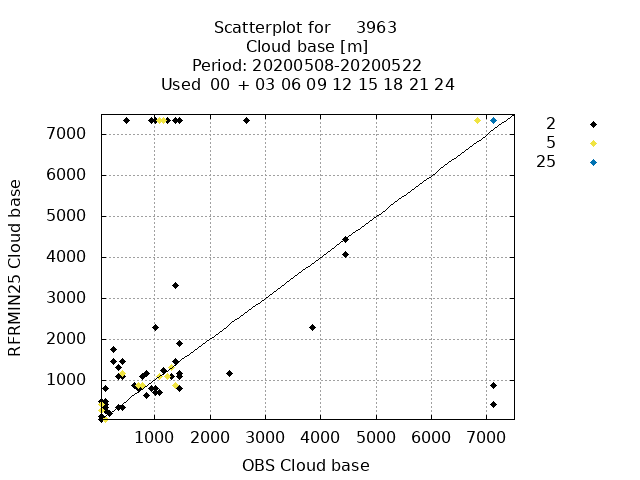 Scatterplot for 3963
Cloud base [m]
Period: 20200508-20200522
Used 00 + 03 06 09 12 15 18 21 24
2
5
25
7000
6000
5000
4000
3000
2000
1000
RFRMIN25 Cloud base
1000 2000 3000 4000 5000 6000 7000
OBS Cloud base